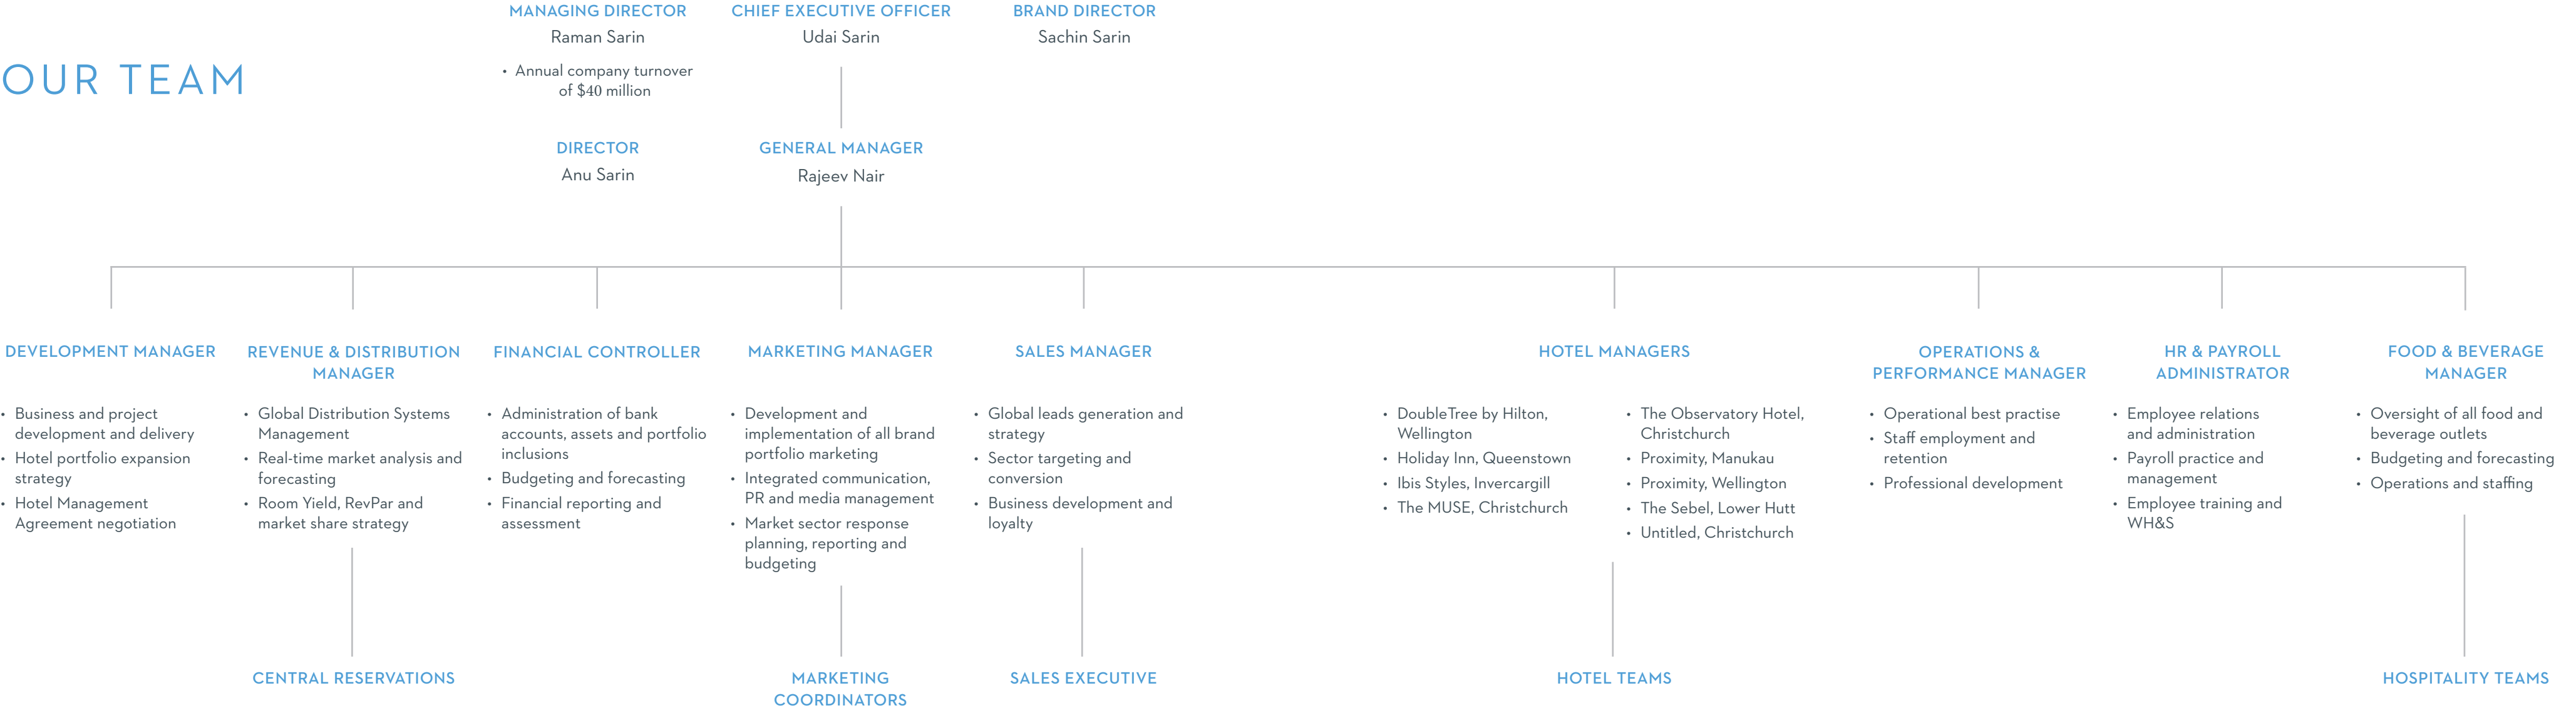 MANAGING DIRECTOR
Raman Sarin
• Annual company turnover
of $40 million
CHIEF EXECUTIVE OFFICER
Udai Sarin
BRAND DIRECTOR
Sachin Sarin
OUR TEAM
DIRECTOR
Anu Sarin
GENERAL MANAGER
Rajeev Nair
DEVELOPMENT MANAGER
• Business and project
development and delivery
• Hotel portfolio expansion
strategy
• Hotel Management
Agreement negotiation
REVENUE & DISTRIBUTION
MANAGER
• Global Distribution Systems
Management
• Real-time market analysis and
forecasting
• Room Yield, RevPar and
market share strategy
CENTRAL RESERVATIONS
FINANCIAL CONTROLLER
• Administration of bank
accounts, assets and portfolio
inclusions
• Budgeting and forecasting
• Financial reporting and
assessment
MARKETING MANAGER
• Development and
implementation of all brand
portfolio marketing
• Integrated communication,
PR and media management
• Market sector response
planning, reporting and
budgeting
MARKETING
COORDINATORS
SALES MANAGER
• Global leads generation and
strategy
• Sector targeting and
conversion
• Business development and
loyalty
SALES EXECUTIVE
HOTEL MANAGERS
• DoubleTree by Hilton,
Wellington
• Holiday Inn, Queenstown
• Ibis Styles, Invercargill
• The MUSE, Christchurch
• The Observatory Hotel,
Christchurch
• Proximity, Manukau
• Proximity, Wellington
• The Sebel, Lower Hutt
• Untitled, Christchurch
HOTEL TEAMS
OPERATIONS &
PERFORMANCE MANAGER
• Operational best practise
• Staff employment and
retention
• Professional development
HR & PAYROLL
ADMINISTRATOR
• Employee relations
and administration
• Payroll practice and
management
• Employee training and
WH&S
FOOD & BEVERAGE
MANAGER
• Oversight of all food and
beverage outlets
• Budgeting and forecasting
• Operations and staffing
HOSPITALITY TEAMS